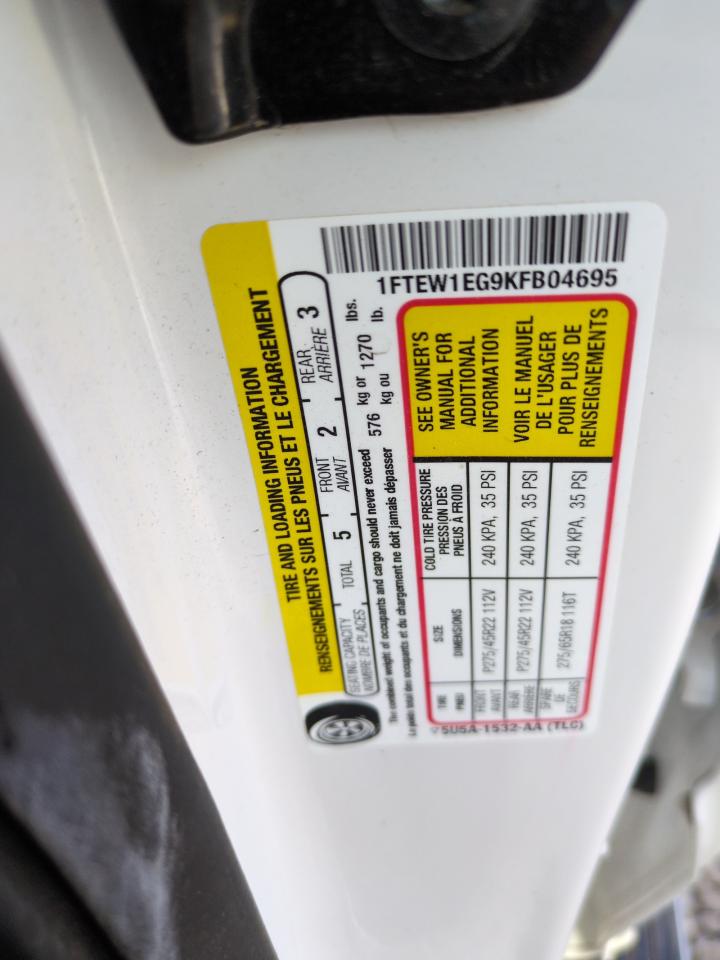 1FTEW1EG9KFB04695
TIRE AND LOADING INFORMATION
RENSEIGNEMENTS SUR LES PNEUS ET LE CHARGEMENT
SEATING CAPACITY TOTAL 5 FRONT 2 REAR 3
NOMBRE DE PLACES AVANT ARRIÈRE
The combined weight of occupants and cargo should never exceed 576 kg or 1270 lbs.
Le poids total des occupants et du chargement ne doit jamais dépasser kg ou lb.
TIRE SIZE COLD TIRE PRESSURE
PNEU DIMENSIONS PRESSION DES
PNEUS À FROID
FRONT P275/45R22 112V 240 KPA, 35 PSI
AVANT
REAR P275/45R22 112V 240 KPA, 35 PSI
ARRIÈRE
SPARE 275/65R18 116T 240 KPA, 35 PSI
DE
SECOURS
SEE OWNER'S
MANUAL FOR
ADDITIONAL
INFORMATION
VOIR LE MANUEL
DE L'USAGER
POUR PLUS DE
RENSEIGNEMENTS
5U5A-1532-AA (TLC)